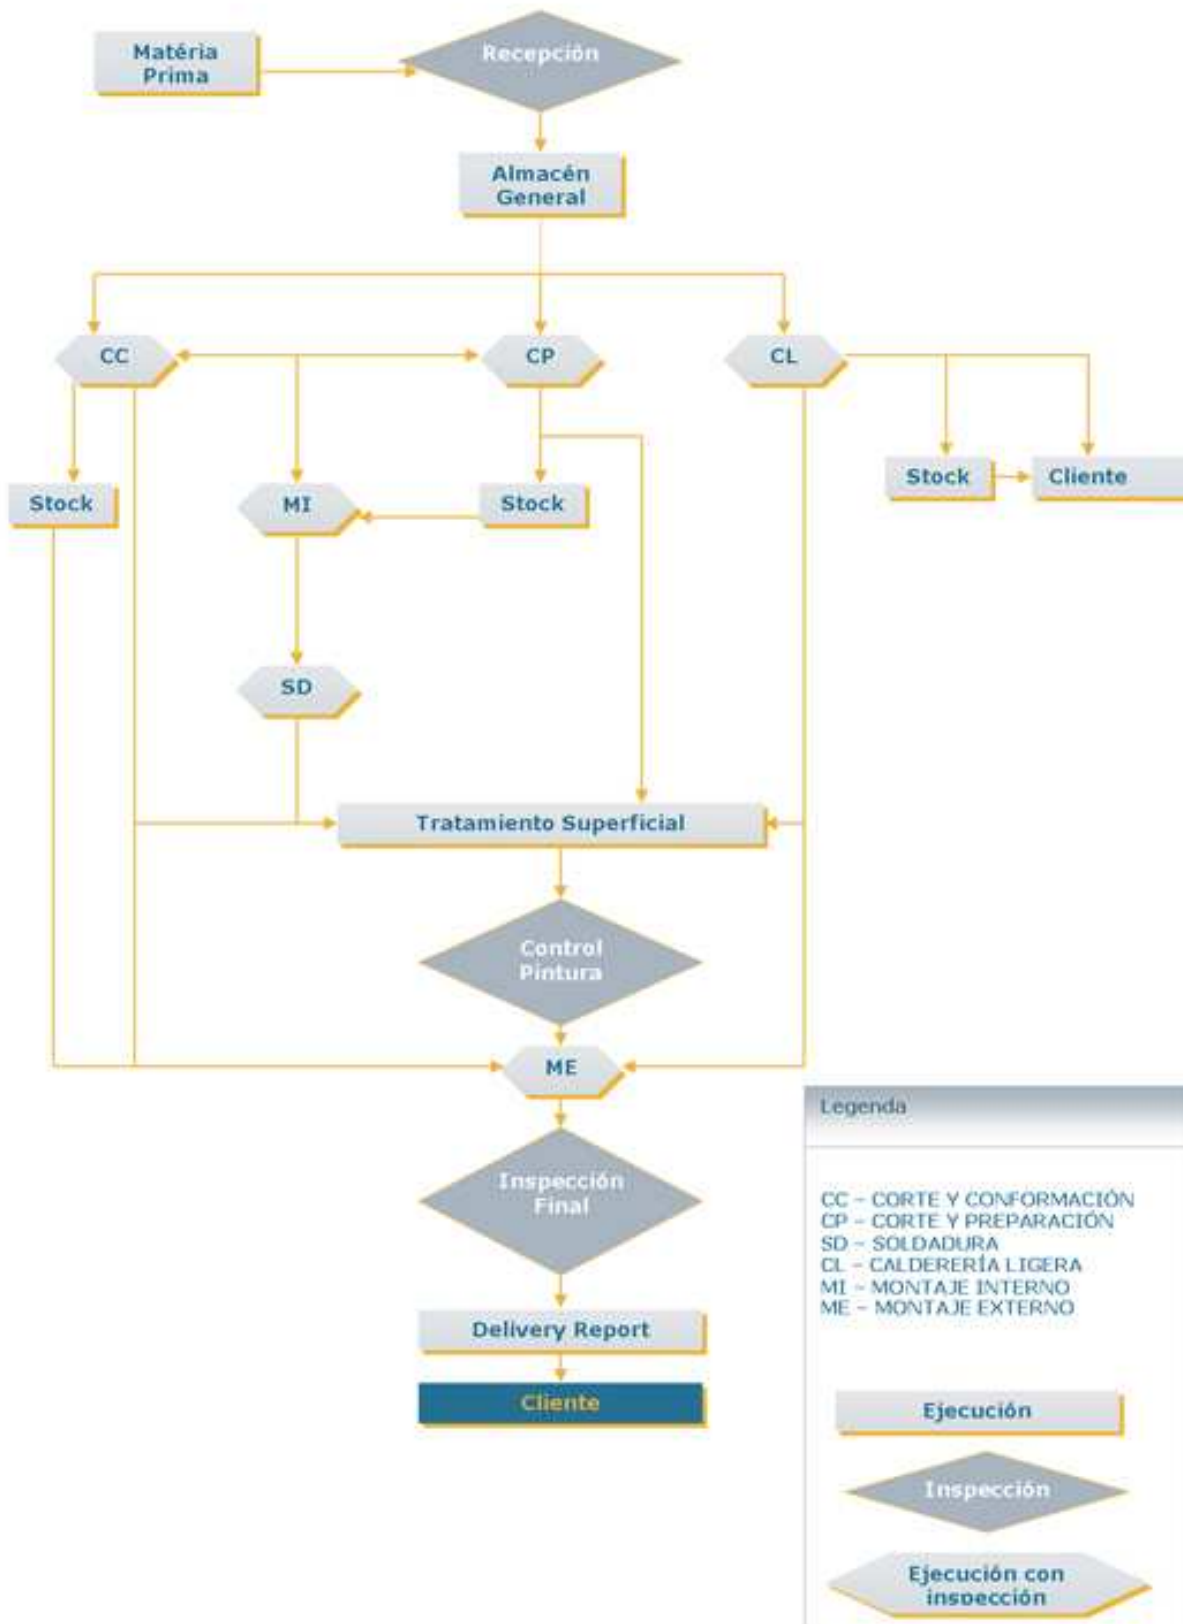 Matéria
Prima
Recepción
Almacén
General
CC
CP
CL
Stock
MI
Stock
Stock
Cliente
SD
Tratamiento Superficial
Control
Pintura
ME
Inspección
Final
Delivery Report
Cliente
Legenda
CC – CORTE Y CONFORMACIÓN
CP – CORTE Y PREPARACIÓN
SD – SOLDADURA
CL – CALDERERÍA LIGERA
MI – MONTAJE INTERNO
ME – MONTAJE EXTERNO
Ejecución
Inspección
Ejecución con
inspección